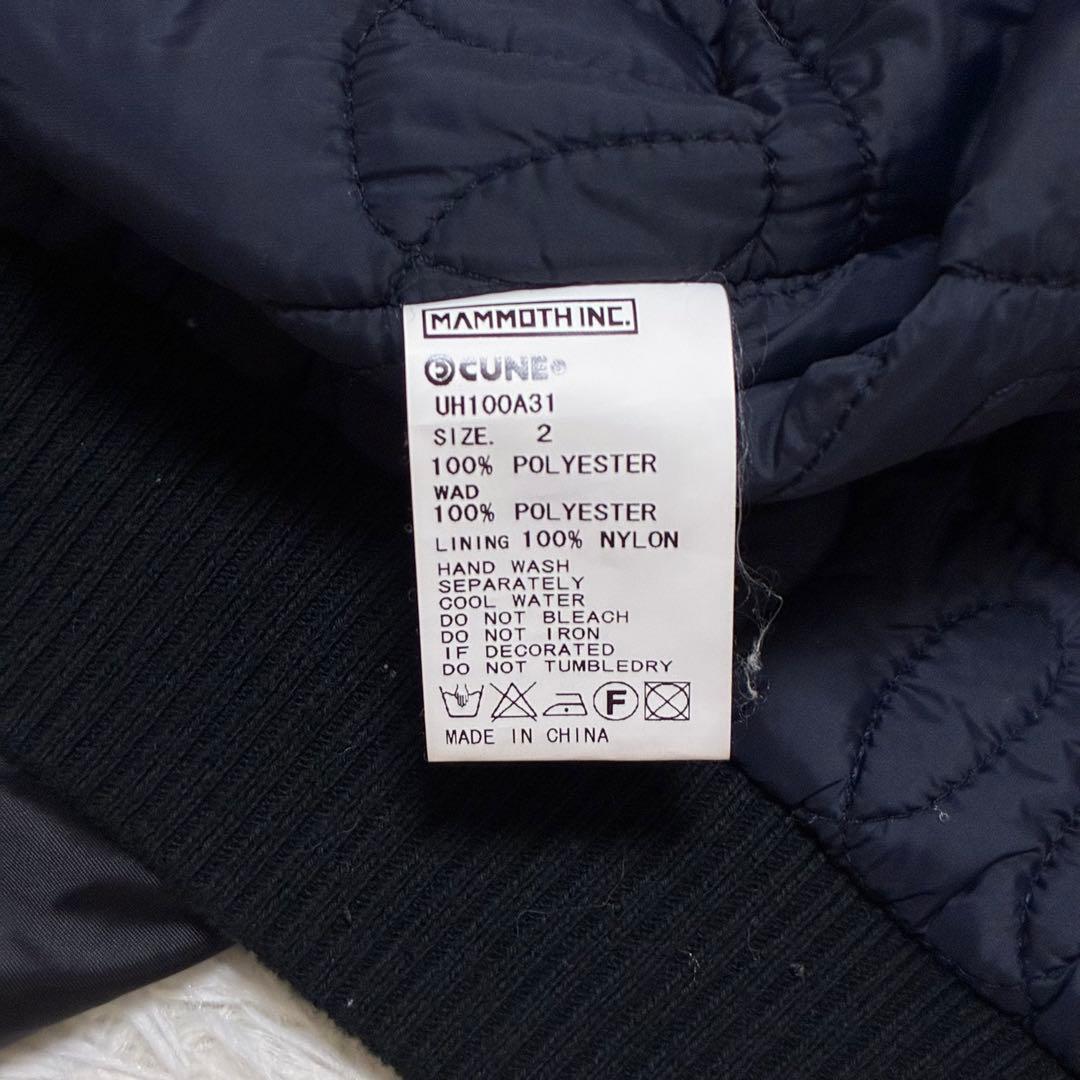 MAMMOTH INC.
CUNE®
UH100A31
SIZE. 2
100% POLYESTER
WAD
100% POLYESTER
LINING 100% NYLON
HAND WASH
SEPARATELY
COOL WATER
DO NOT BLEACH
DO NOT IRON
IF DECORATED
DO NOT TUMBLEDRY
F
MADE IN CHINA